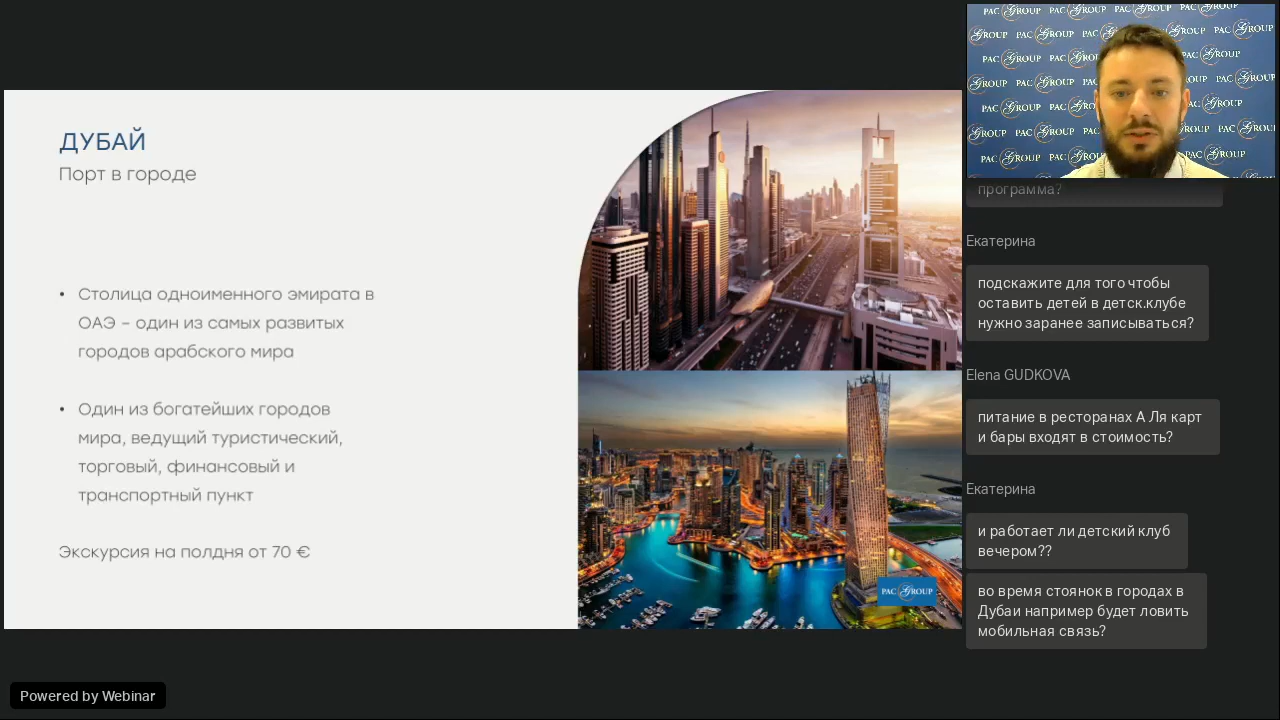 ДУБАЙ
Порт в городе
• Столица одноименного эмирата в
ОАЭ – один из самых развитых
городов арабского мира
• Один из богатейших городов
мира, ведущий туристический,
торговый, финансовый и
транспортный пункт
Экскурсия на полдня от 70 €
PAC GROUP
Powered by Webinar
PAC GROUP
программа?
Екатерина
подскажите для того чтобы
оставить детей в детск.клубе
нужно заранее записываться?
Elena GUDKOVA
питание в ресторанах А Ля карт
и бары входят в стоимость?
Екатерина
и работает ли детский клуб
вечером??
во время стоянок в городах в
Дубаи например будет ловить
мобильная связь?